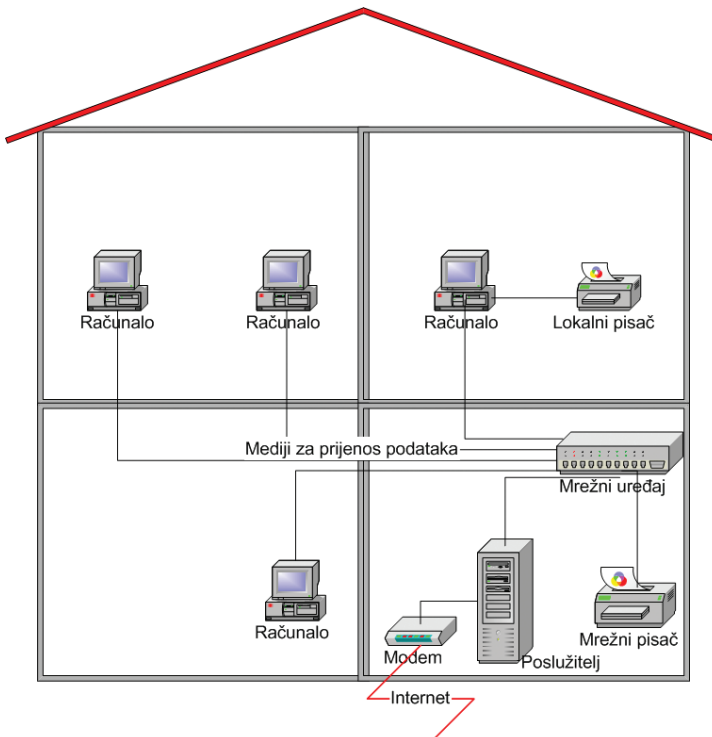 Računalo
Računalo
Računalo
Lokalni pisač
Mediji za prijenos podataka
Mrežni uređaj
Računalo
Modem
Poslužitelj
Mrežni pisač
Internet